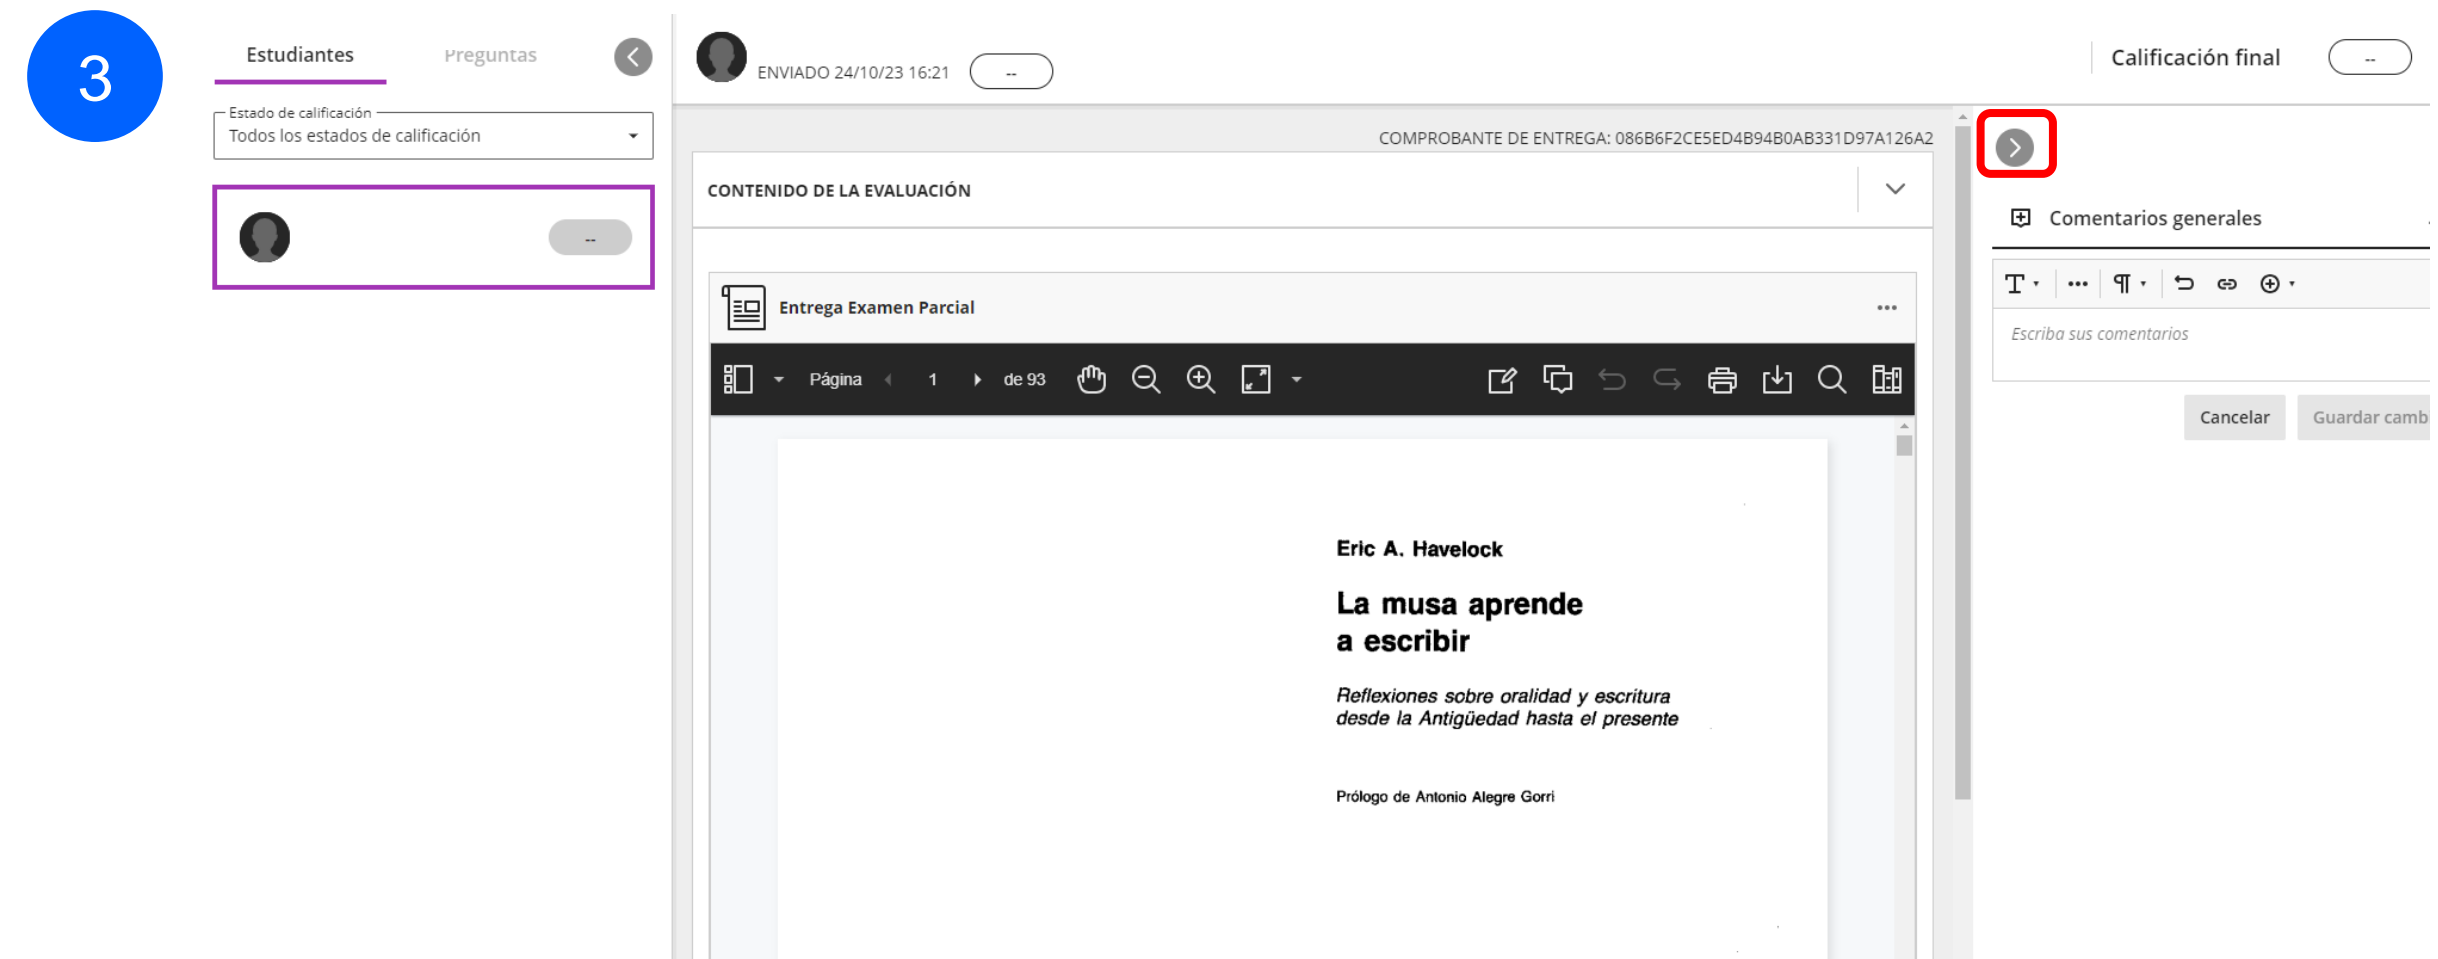 3
Estudiantes
Preguntas
Estado de calificación
Todos los estados de calificación
--
ENVIADO 24/10/23 16:21
--
Calificación final
--
COMPROBANTE DE ENTREGA: 086B6F2CE5ED4B94B0AB331D97A126A2
CONTENIDO DE LA EVALUACIÓN
Entrega Examen Parcial
Página 1 de 93
Eric A. Havelock
La musa aprende
a escribir
Reflexiones sobre oralidad y escritura
desde la Antigüedad hasta el presente
Prólogo de Antonio Alegre Gorri
Comentarios generales
Escriba sus comentarios
Cancelar
Guardar camb